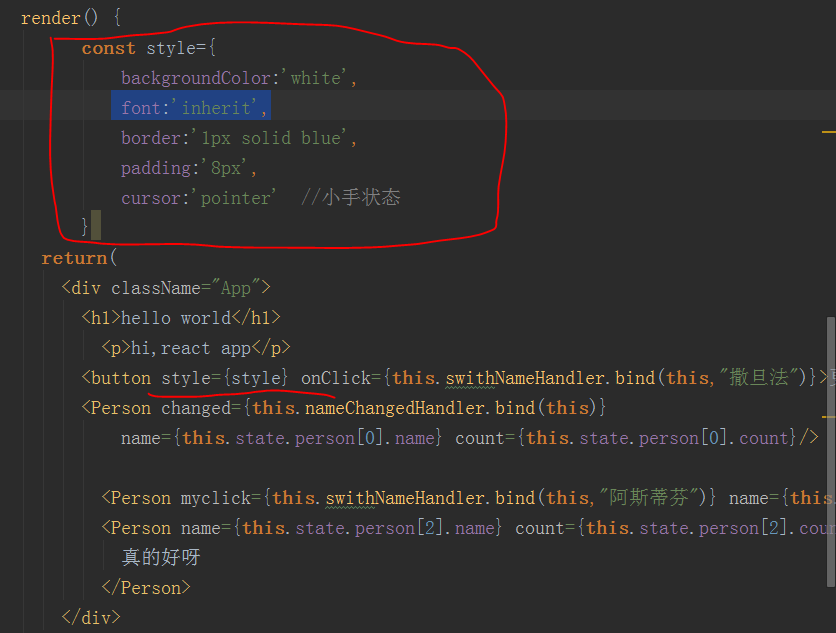 render() {
const style={
backgroundColor:'white',
font:'inherit',
border:'1px solid blue',
padding:'8px',
cursor:'pointer' //小手状态
}
return(
<div className="App">
<h1>hello world</h1>
<p>hi,react app</p>
<button style={style} onClick={this.swithNameHandler.bind(this,"撒旦法")}>
<Person changed={this.nameChangedHandler.bind(this)}
name={this.state.person[0].name} count={this.state.person[0].count}/>
<Person myclick={this.swithNameHandler.bind(this,"阿斯蒂芬")} name={this.
<Person name={this.state.person[2].name} count={this.state.person[2].cou
真的好呀
</Person>
</div>